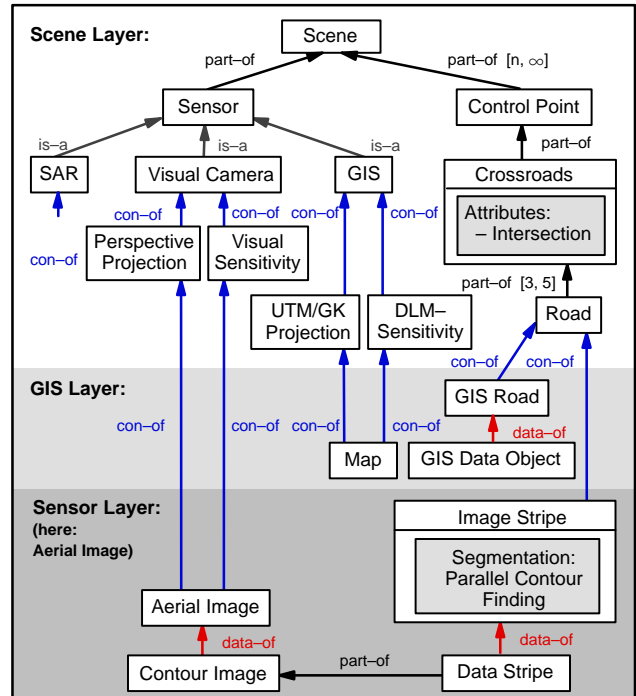 Scene Layer:
Scene
part–of
part–of [n, ∞]
Sensor
Control Point
is–a
is–a
is–a
part–of
SAR
Visual Camera
GIS
Crossroads
Attributes:
– Intersection
con–of
con–of
con–of
con–of
con–of
Perspective
Projection
Visual
Sensitivity
part–of [3, 5]
UTM/GK
Projection
DLM–
Sensitivity
Road
con–of
con–of
GIS Layer:
GIS Road
con–of
con–of
con–of
con–of
data–of
Map
GIS Data Object
Sensor Layer:
(here:
Aerial Image)
Image Stripe
Segmentation:
Parallel Contour
Finding
Aerial Image
data–of
data–of
Contour Image
part–of
Data Stripe